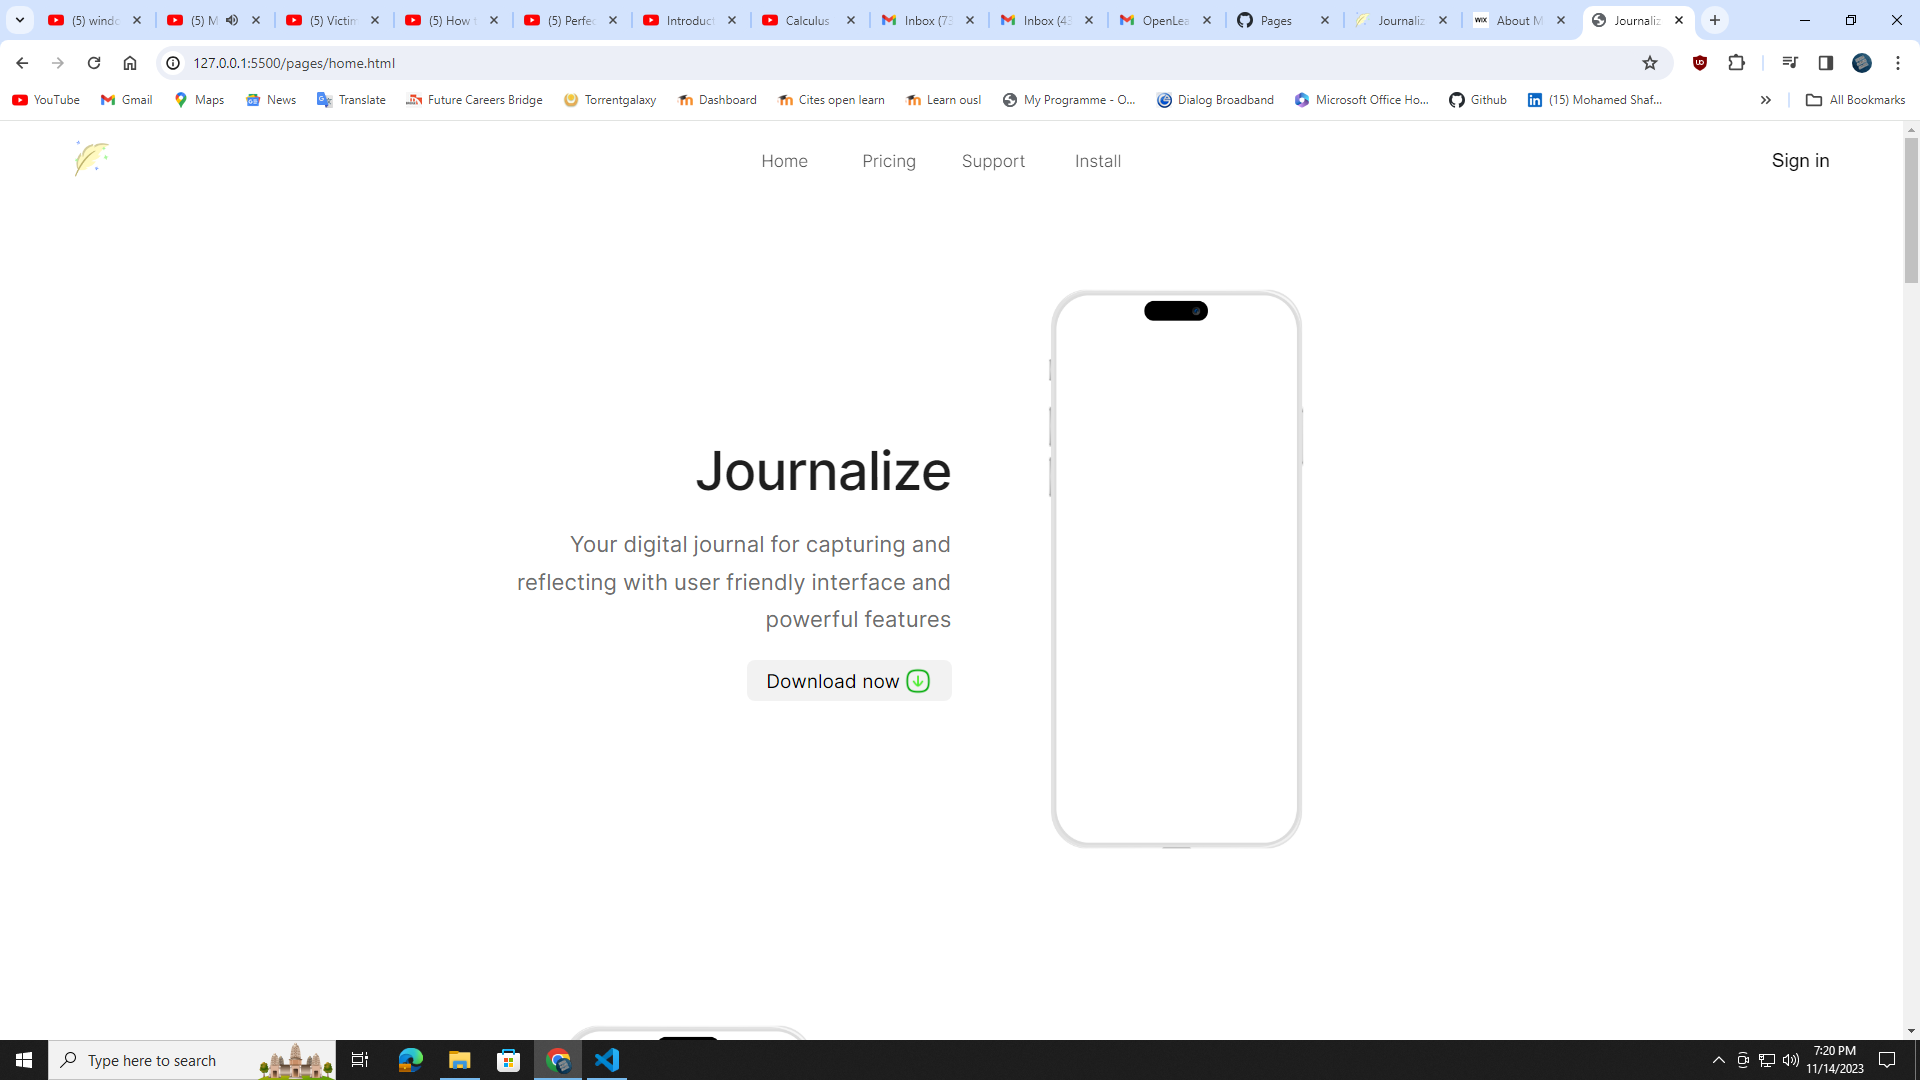 (5) windo
(5) M
(5) Victim
(5) How t
(5) Perfec
Introduct
Calculus
Inbox (73
Inbox (43
OpenLea
Pages
Journaliz
WiX About M
Journaliz
127.0.0.1:5500/pages/home.html
YouTube
Gmail
Maps
News
Translate
Future Careers Bridge
Torrentgalaxy
Dashboard
Cites open learn
Learn ousl
My Programme - O...
Dialog Broadband
Microsoft Office Ho...
Github
(15) Mohamed Shaf...
All Bookmarks
Home
Pricing
Support
Install
Sign in
Journalize
Your digital journal for capturing and
reflecting with user friendly interface and
powerful features
Download now
Type here to search
7:20 PM
11/14/2023